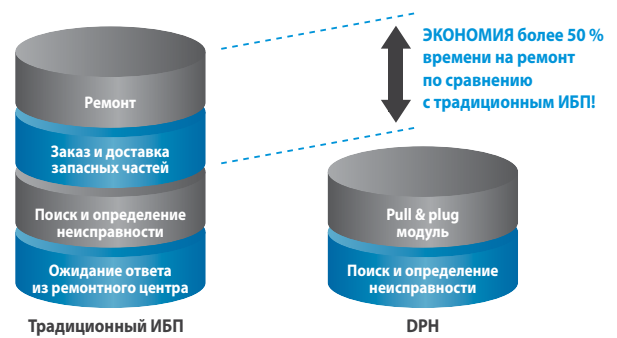 ЭКОНОМИЯ более 50 %
времени на ремонт
по сравнению
с традиционным ИБП!
Ремонт
Заказ и доставка
запасных частей
Поиск и определение
неисправности
Ожидание ответа
из ремонтного центра
Традиционный ИБП
Pull & plug
модуль
Поиск и определение
неисправности
DPH